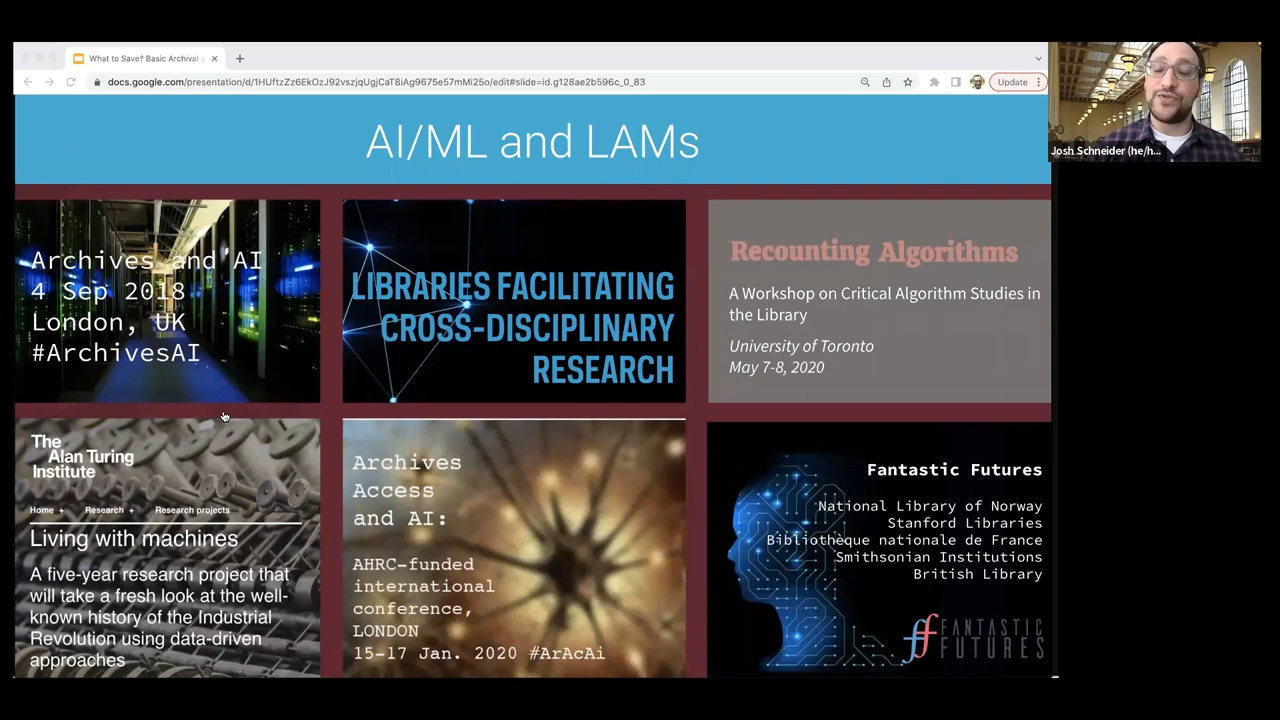 What to Save? Basic Archival a
docs.google.com/presentation/d/1HUftzZz6EkOzJ92vszjqUgjCaT8iAg9675e57mMi25o/edit#slide=id.g128ae2b596c_0_83
Update
Josh Schneider (he/h...
AI/ML and LAMs
Archives and AI
4 Sep 2018
London, UK
#ArchivesAI
LIBRARIES FACILITATING
CROSS-DISCIPLINARY
RESEARCH
Recounting Algorithms
A Workshop on Critical Algorithm Studies in
the Library
University of Toronto
May 7-8, 2020
The
Alan Turing
Institute
Home + Research + Research projects
Living with machines
A five-year research project that
will take a fresh look at the well-
known history of the Industrial
Revolution using data-driven
approaches
Archives
Access
and AI:
AHRC-funded
international
conference,
LONDON
15-17 Jan. 2020 #ArAcAi
Fantastic Futures
National Library of Norway
Stanford Libraries
Bibliothèque nationale de France
Smithsonian Institutions
British Library
ff FANTASTIC
FUTURES